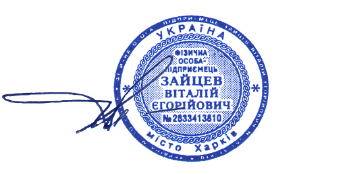 УКРАЇНА
ФІЗИЧНА
ОСОБА-
ПІДПРИЄМЕЦЬ
ЗАЙЦЕВ
ВІТАЛІЙ
ЄГОРІЙОВИЧ
№2633413810
місто Харків